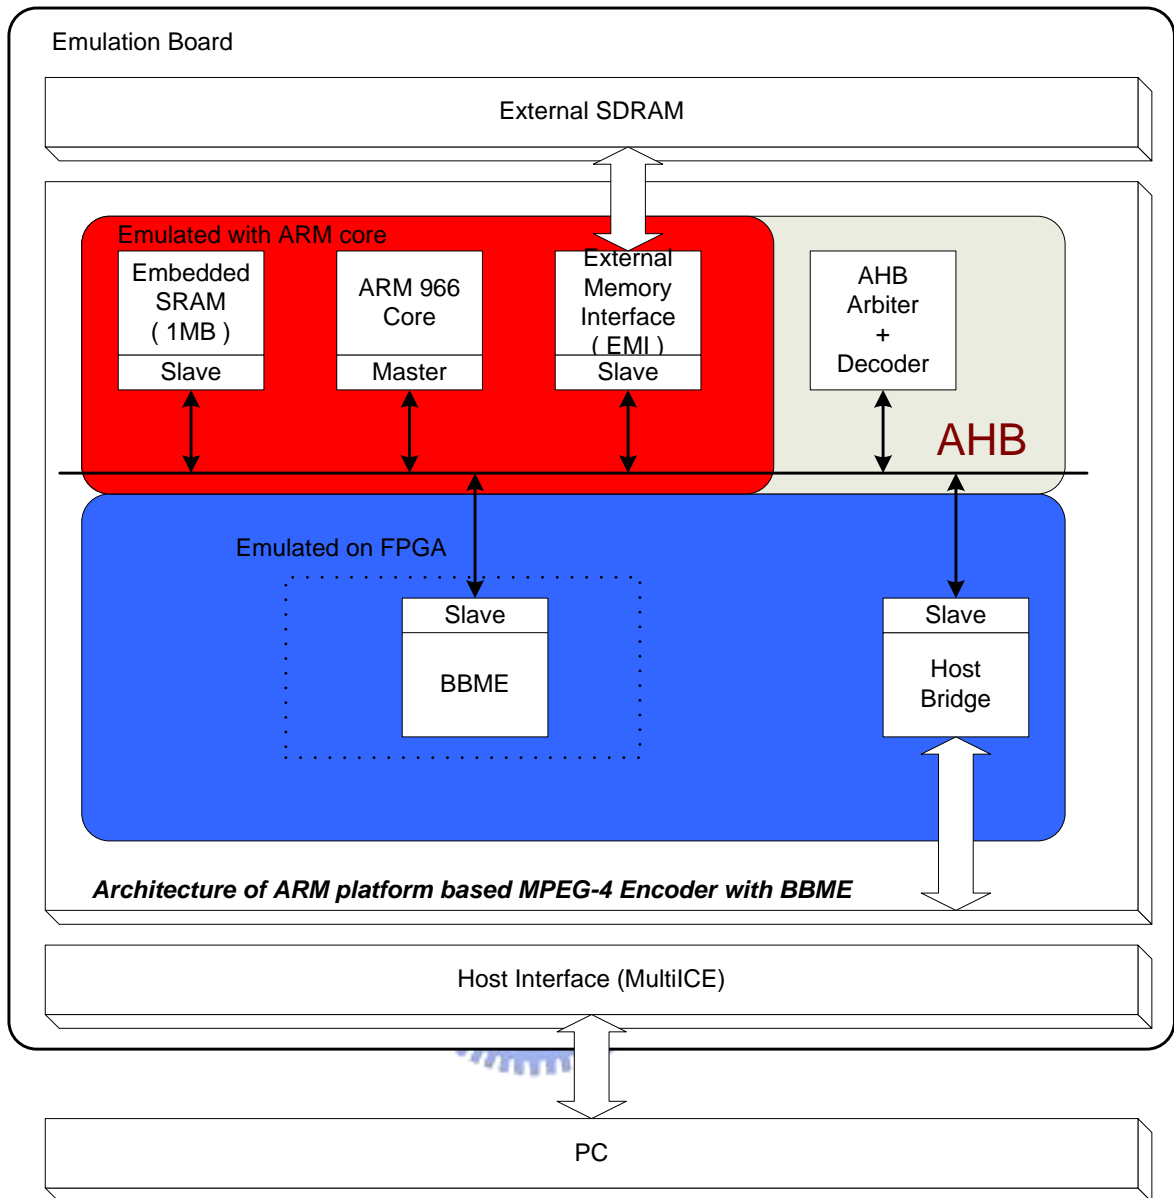 Emulation Board
External SDRAM
Emulated with ARM core
Embedded
SRAM
( 1MB )
Slave
ARM 966
Core
Master
External
Memory
Interface
( EMI )
Slave
AHB
Arbiter
+
Decoder
AHB
Emulated on FPGA
Slave
BBME
Slave
Host
Bridge
Architecture of ARM platform based MPEG-4 Encoder with BBME
Host Interface (MultiICE)
PC